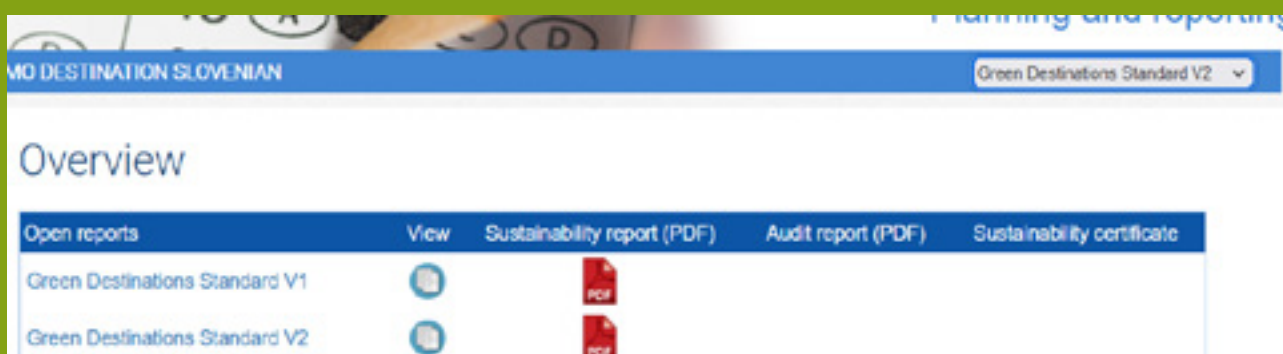 Planning and reporting
MO DESTINATION SLOVENIAN
Green Destinations Standard V2
Overview
Open reports View Sustainability report (PDF) Audit report (PDF) Sustainability certificate
Green Destinations Standard V1 PDF
Green Destinations Standard V2 PDF